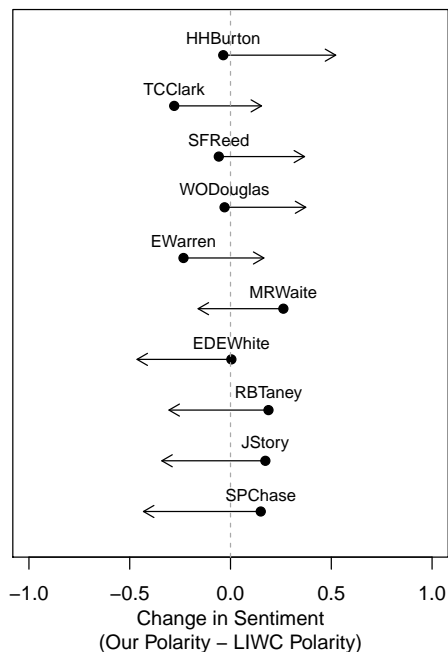 HHBurton
TCClark
SFReed
WODouglas
EWarren
MRWaite
EDEWhite
RBTaney
JStory
SPChase
−1.0 −0.5 0.0 0.5 1.0
Change in Sentiment
(Our Polarity − LIWC Polarity)